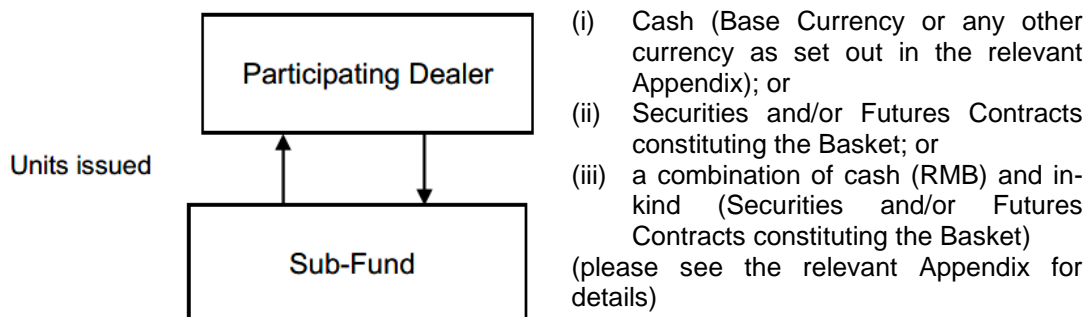 Participating Dealer
Units issued
Sub-Fund
(i) Cash (Base Currency or any other
currency as set out in the relevant
Appendix); or
(ii) Securities and/or Futures Contracts
constituting the Basket; or
(iii) a combination of cash (RMB) and in-
kind (Securities and/or Futures
Contracts constituting the Basket)
(please see the relevant Appendix for
details)